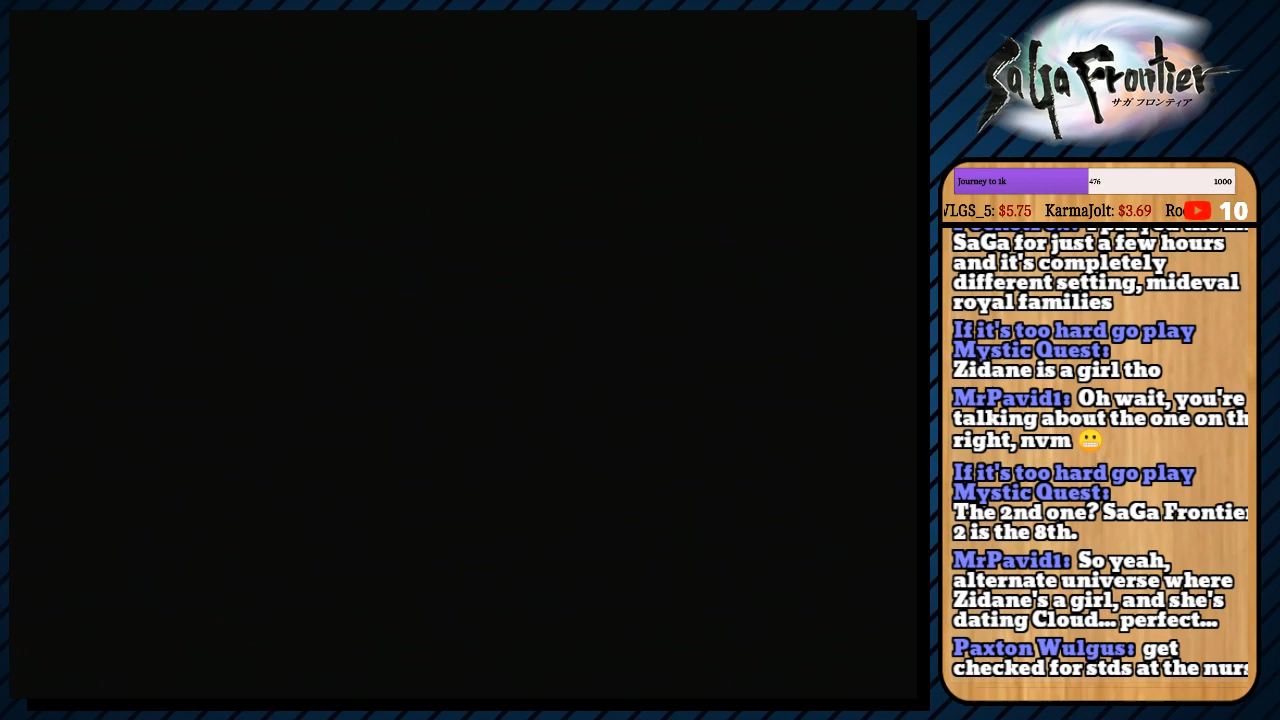 SaGa Frontier
サガ フロンティア
Journey to 1k 476 1000
VLGS_5: $5.75 KarmaJolt: $3.69 Ro 10
SaGa for just a few hours
and it's completely
different setting, mideval
royal families
If it's too hard go play
Mystic Quest:
Zidane is a girl tho
MrPavid1: Oh wait, you're
talking about the one on th
right, nvm 😬
If it's too hard go play
Mystic Quest:
The 2nd one? SaGa Frontier
2 is the 8th.
MrPavid1: So yeah,
alternate universe where
Zidane's a girl, and she's
dating Cloud... perfect...
Paxton Wulgus: get
checked for stds at the nurs